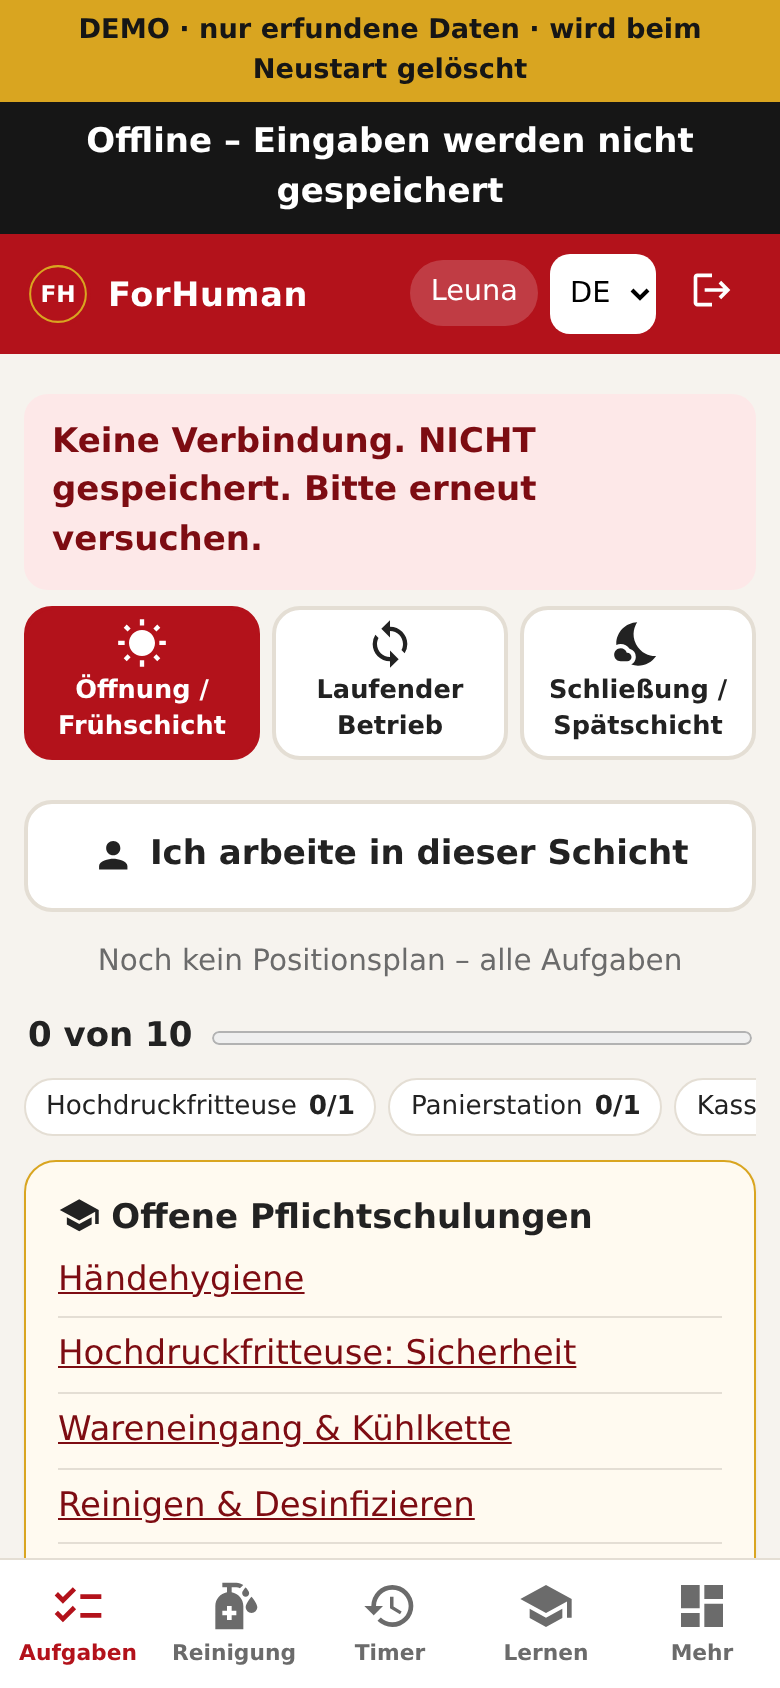 DEMO · nur erfundene Daten · wird beim
Neustart gelöscht
Offline – Eingaben werden nicht
gespeichert
FH ForHuman Leuna DE
Keine Verbindung. NICHT
gespeichert. Bitte erneut
versuchen.
Öffnung /
Frühschicht
Laufender
Betrieb
Schließung /
Spätschicht
Ich arbeite in dieser Schicht
Noch kein Positionsplan – alle Aufgaben
0 von 10
Hochdruckfritteuse 0/1 Panierstation 0/1 Kass
Offene Pflichtschulungen
Händehygiene
Hochdruckfritteuse: Sicherheit
Wareneingang & Kühlkette
Reinigen & Desinfizieren
Aufgaben Reinigung Timer Lernen Mehr